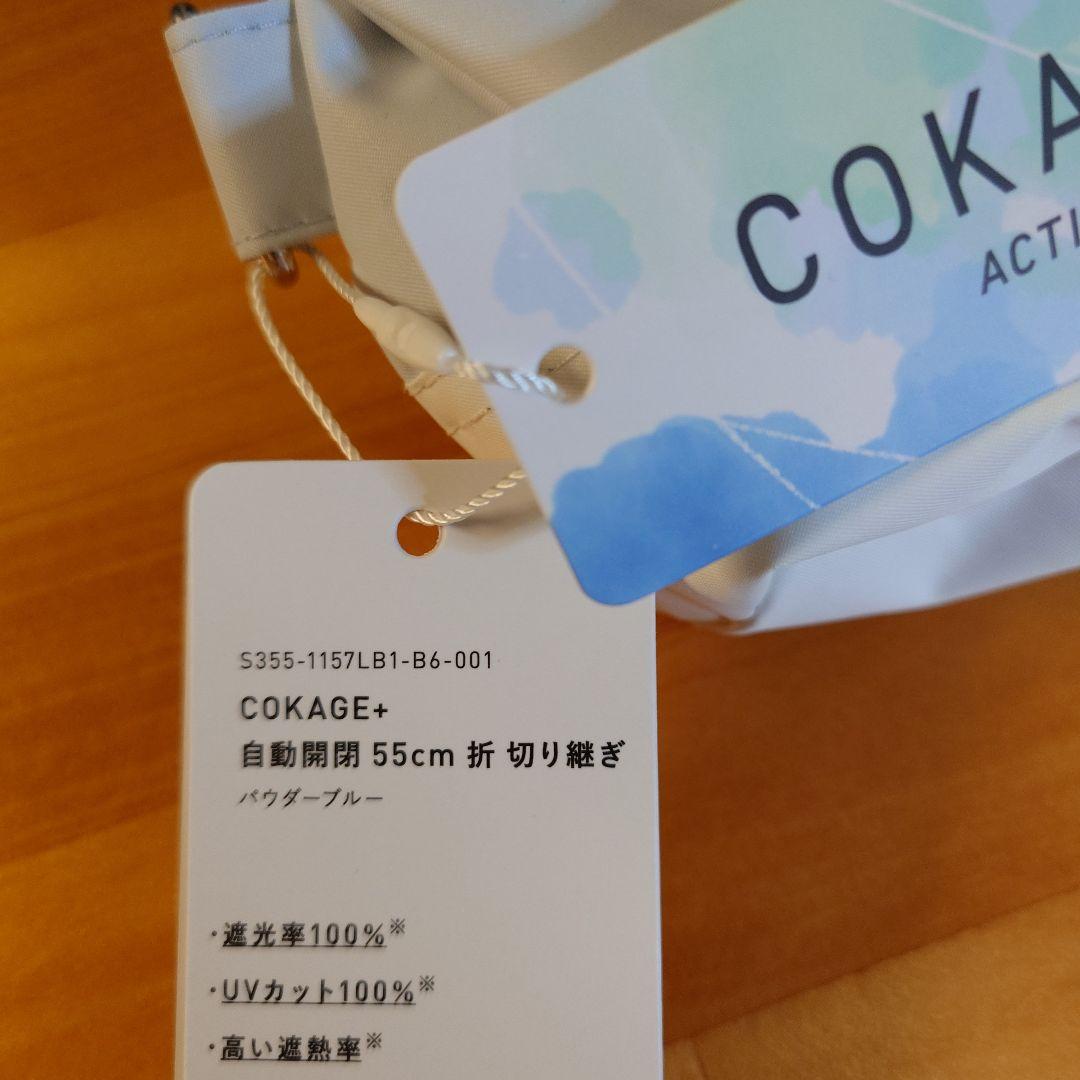 COKA
ACTI
S355-1157LB1-B6-001
COKAGE+
自動開閉 55cm 折 切り継ぎ
パウダーブルー
・遮光率100%※
・UVカット100%※
・高い遮熱率※